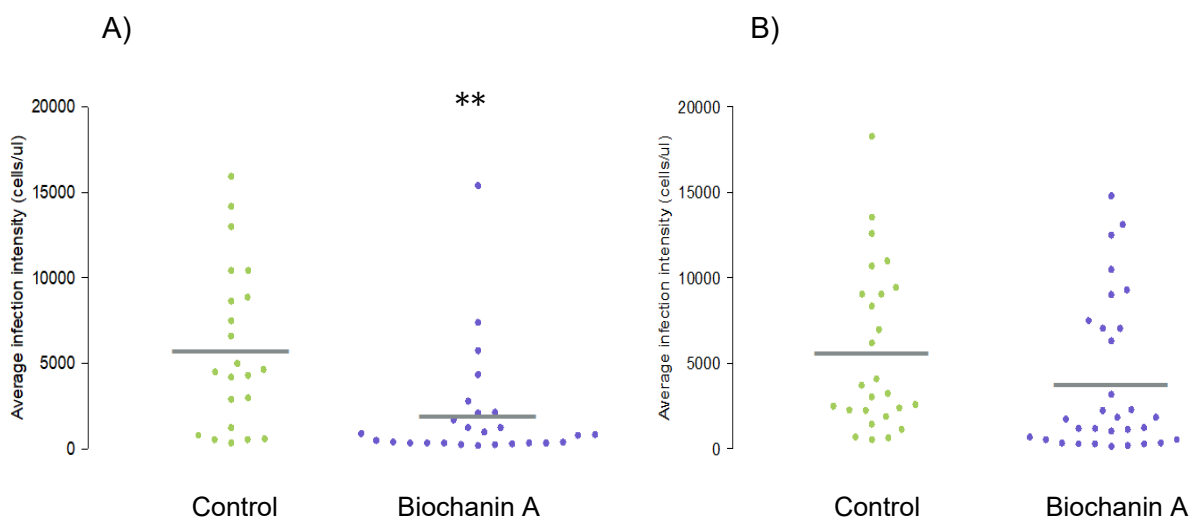 A)
B)
**
Average infection intensity (cells/ul)
20000
15000
10000
5000
0
Control
Biochanin A
Average infection intensity (cells/ul)
20000
15000
10000
5000
0
Control
Biochanin A